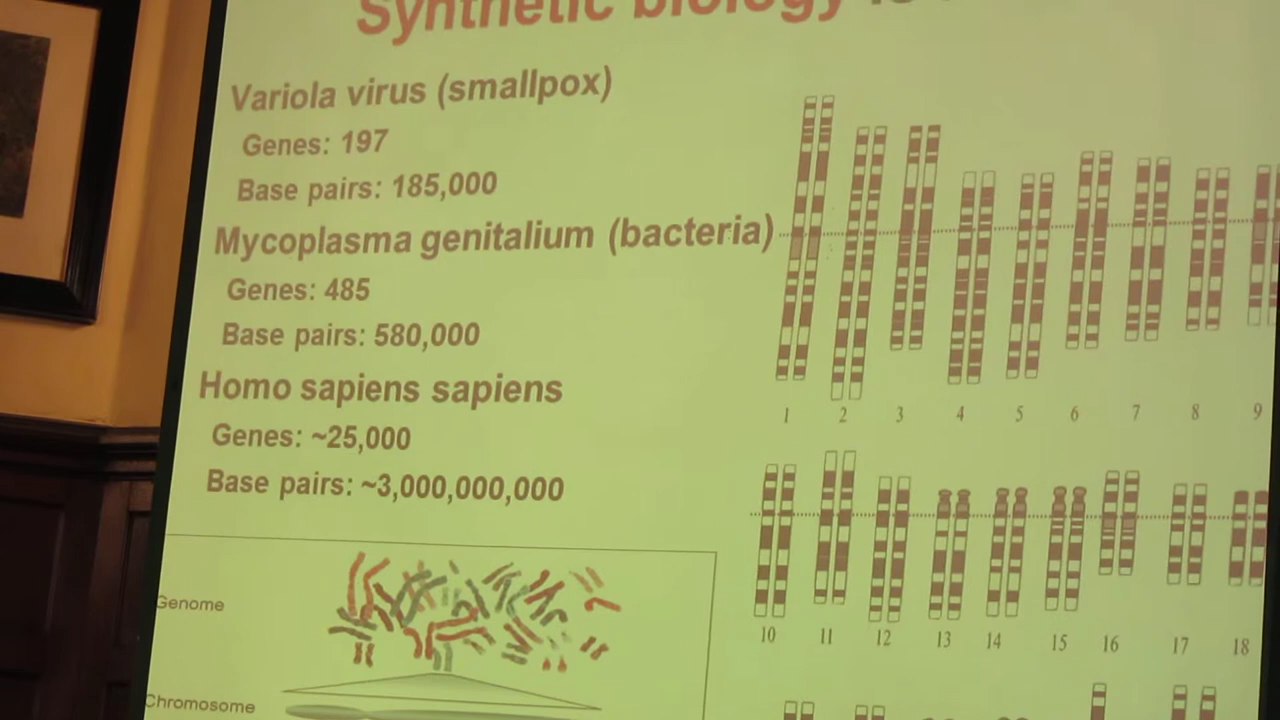 Synthetic biology is
Variola virus (smallpox)
Genes: 197
Base pairs: 185,000
Mycoplasma genitalium (bacteria)
Genes: 485
Base pairs: 580,000
Homo sapiens sapiens
Genes: ~25,000
Base pairs: ~3,000,000,000
1 2 3 4 5 6 7 8 9
10 11 12 13 14 15 16 17 18
Genome
Chromosome